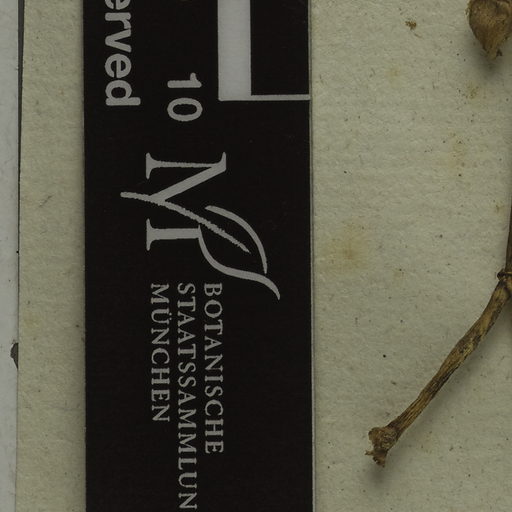 erved
10
M
BOTANISCHE
STAATSSAMMLUN
MÜNCHEN